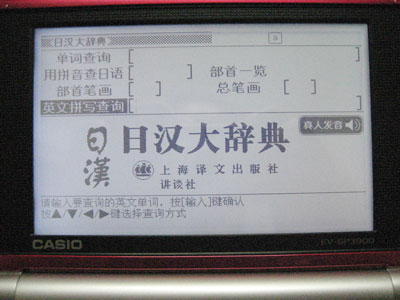 日汉大辞典
a
单词查询 [ ]
用拼音查日语 [ ] 部首一览
部首笔画 [ ] 总笔画 [ ]
英文拼写查询 [ ]
真人发音
日漢 日汉大辞典
上海译文出版社
讲谈社
请输入要查询的英文单词，按[输入]键确认
按▲/▼/◀/▶键选择查询方式
CASIO EV-SP3900